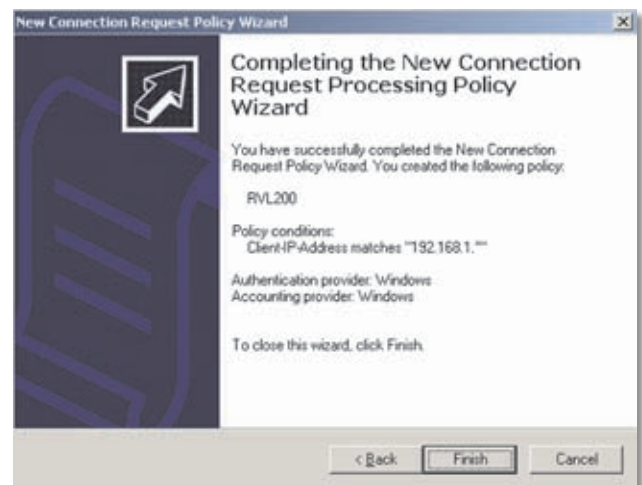 New Connection Request Policy Wizard
Completing the New Connection
Request Processing Policy
Wizard
You have successfully completed the New Connection
Request Policy Wizard. You created the following policy:
RVL200
Policy conditions:
Client-IP-Address matches "192.168.1.*"
Authentication provider: Windows
Accounting provider: Windows
To close this wizard, click Finish.
< Back
Finish
Cancel